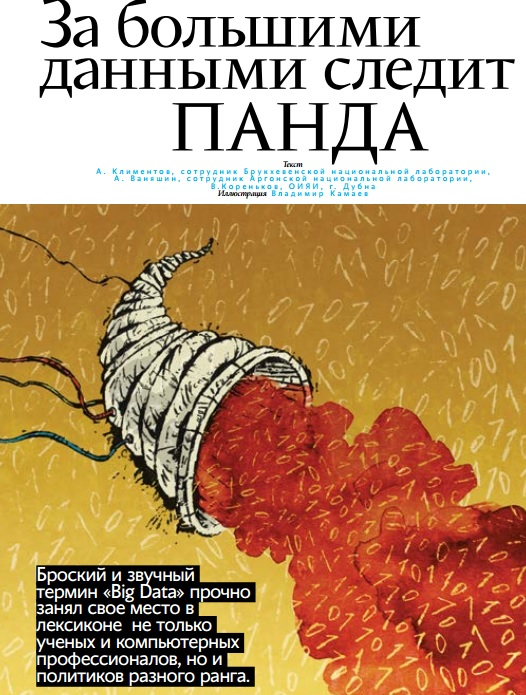 За большими
данными следит
ПАНДА
Текст
А. Климентов, сотрудник Брукхевенской национальной лаборатории,
А. Ваняшин, сотрудник Аргонской национальной лаборатории,
В.Кореньков, ОИЯИ, г. Дубна
Иллюстрация Владимир Камаев
Броский и звучный
термин «Big Data» прочно
занял свое место в
лексиконе не только
ученых и компьютерных
профессионалов, но и
политиков разного ранга.